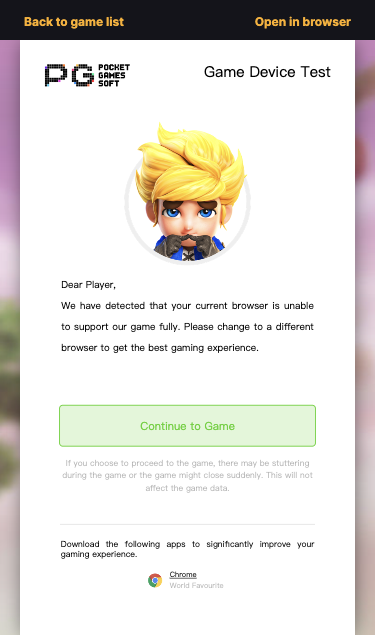 Back to game list
Open in browser
PG POCKET GAMES SOFT
Game Device Test
Dear Player,
We have detected that your current browser is unable
to support our game fully. Please change to a different
browser to get the best gaming experience.
Continue to Game
If you choose to proceed to the game, there may be stuttering
during the game or the game might close suddenly. This will not
affect the game data.
Download the following apps to significantly improve your
gaming experience.
Chrome
World Favourite